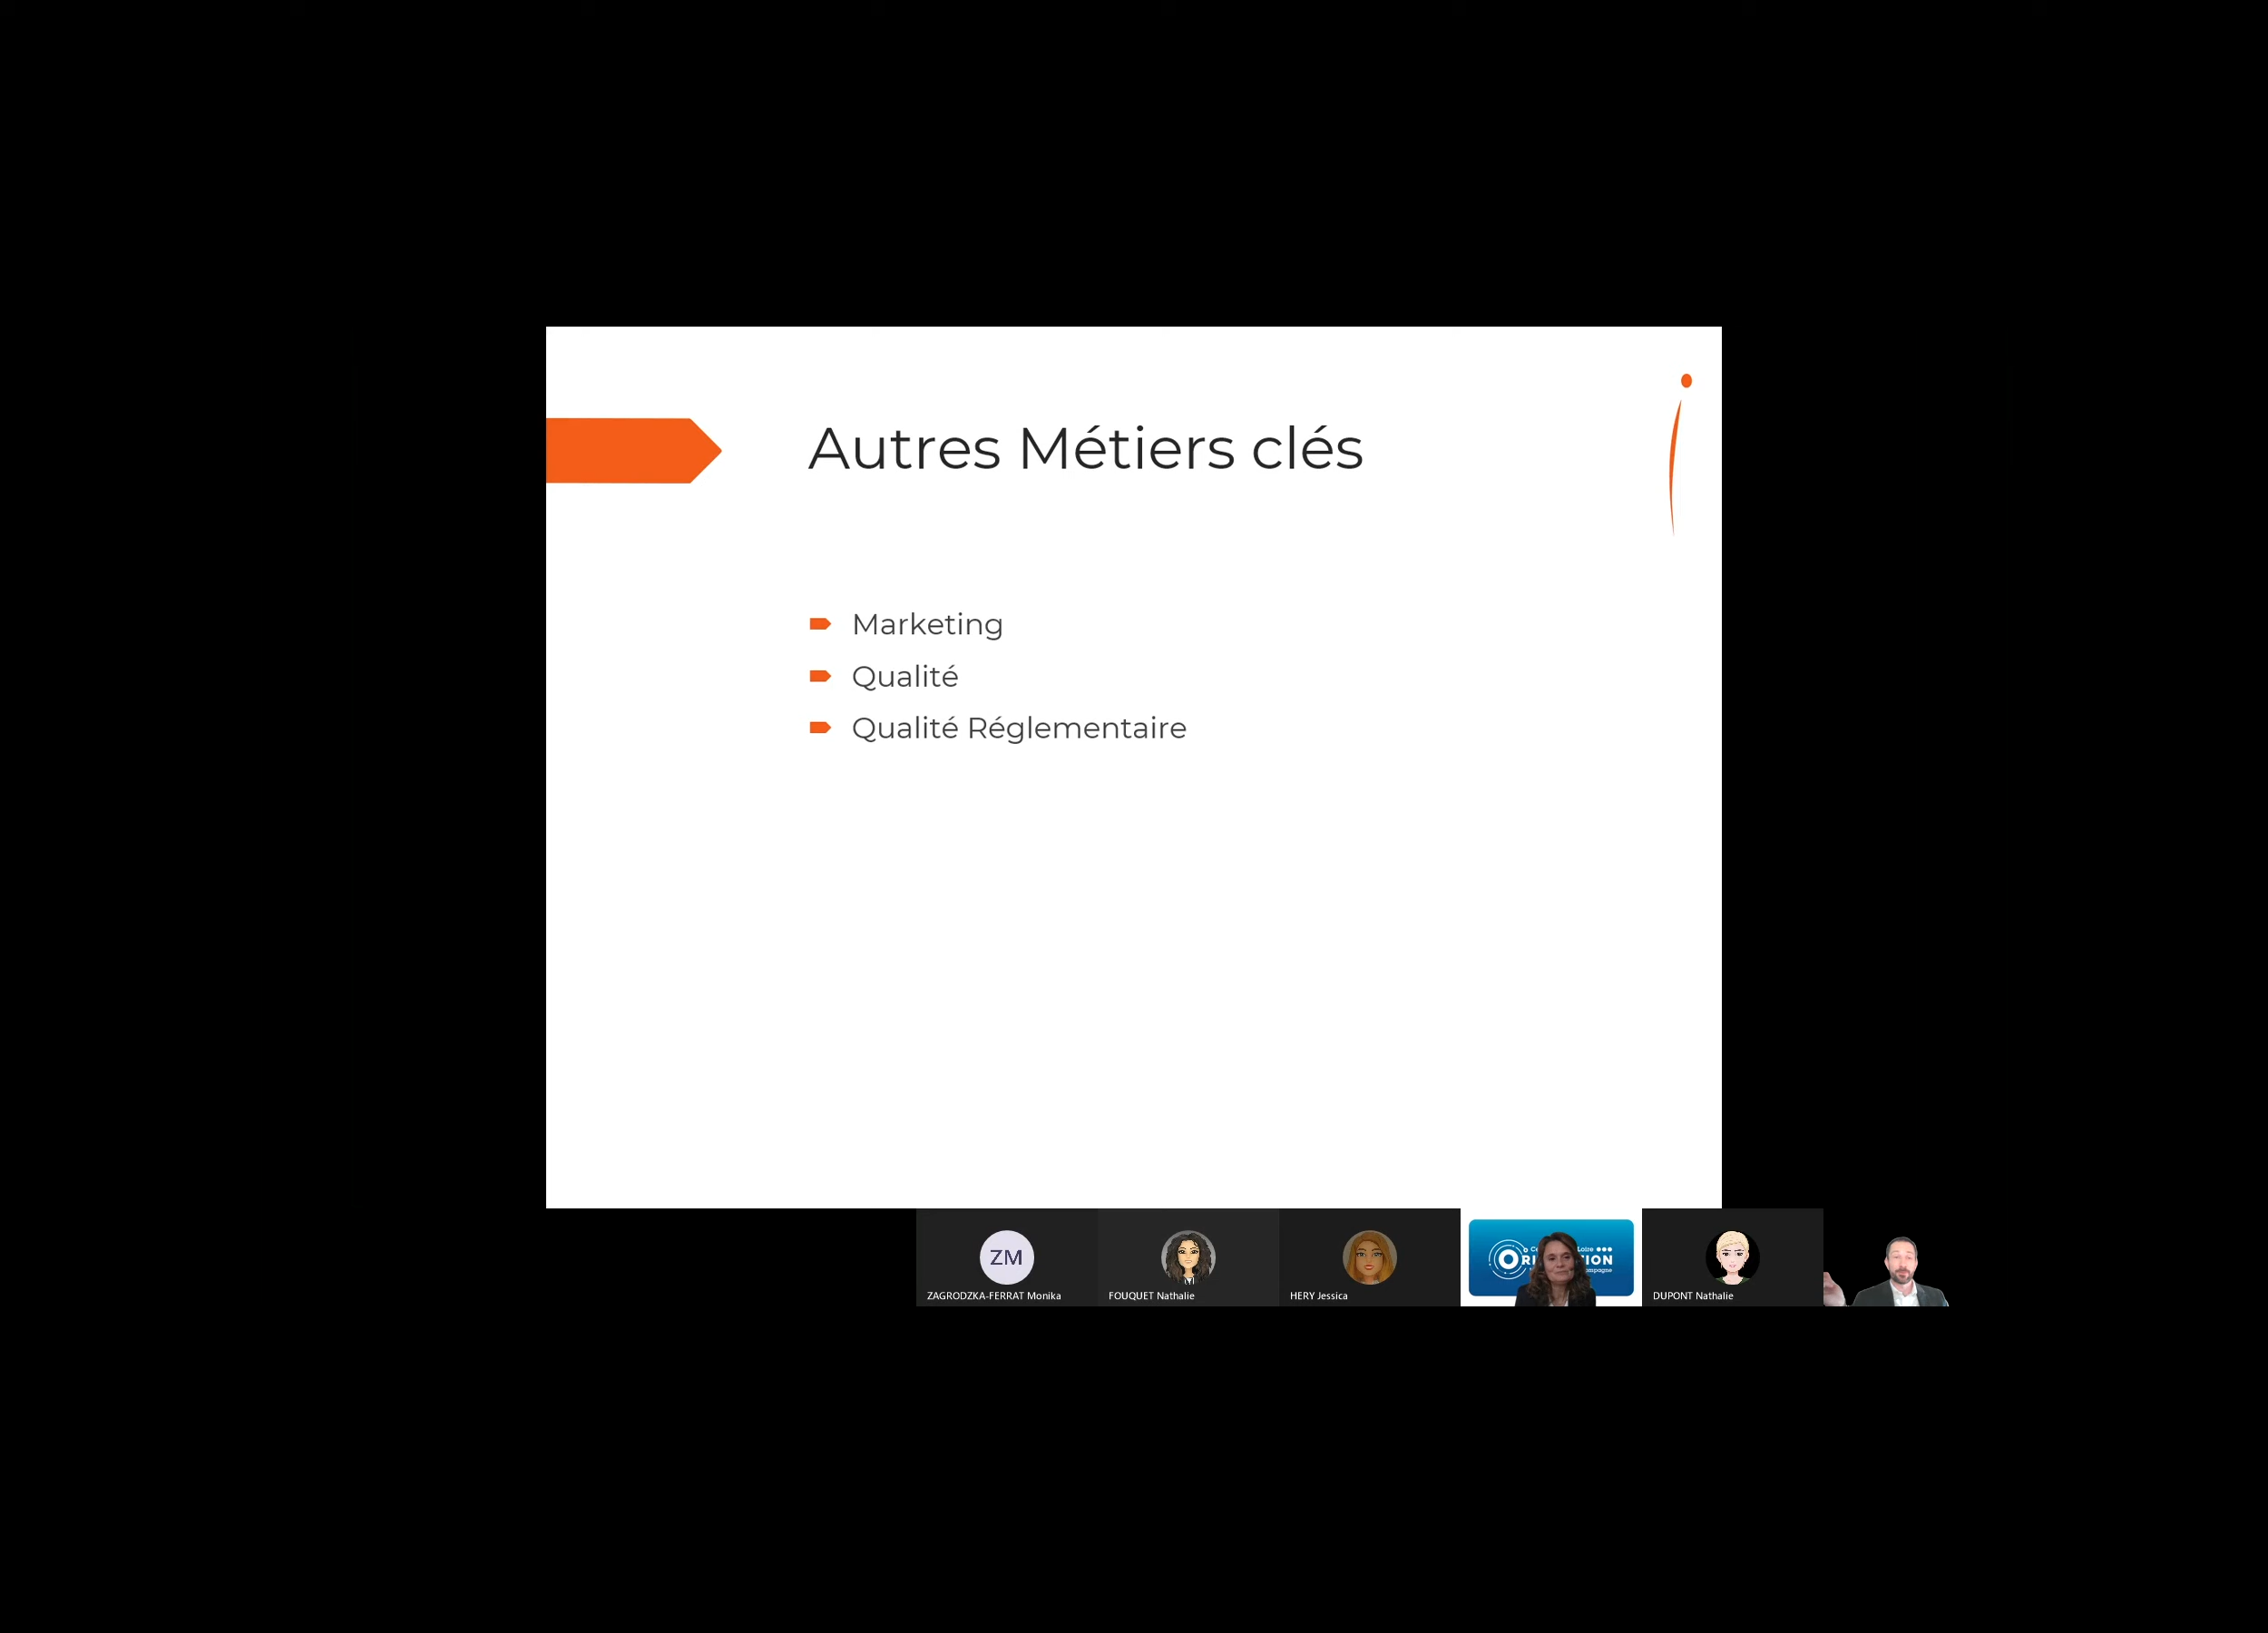 Autres Métiers clés
Marketing
Qualité
Qualité Réglementaire
ZM
ZAGRODZKA-FERRAT Monika
FOUQUET Nathalie
HERY Jessica
DUPONT Nathalie